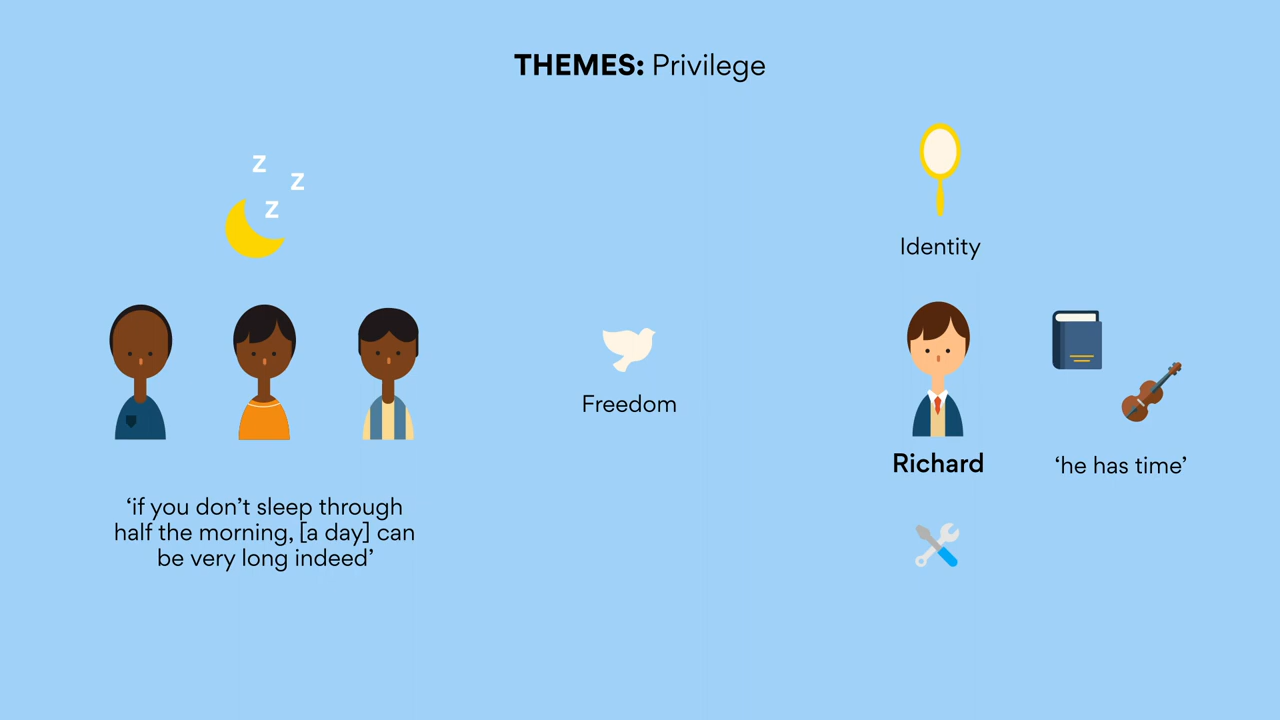 THEMES: Privilege
z
z
z
Identity
Freedom
Richard
‘he has time’
‘if you don’t sleep through
half the morning, [a day] can
be very long indeed’